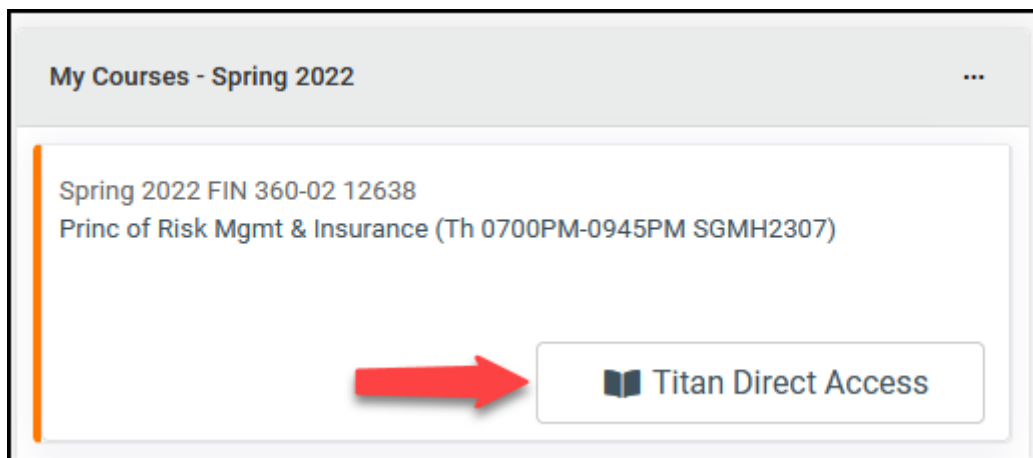 My Courses - Spring 2022
...
Spring 2022 FIN 360-02 12638
Princ of Risk Mgmt & Insurance (Th 0700PM-0945PM SGMH2307)
Titan Direct Access